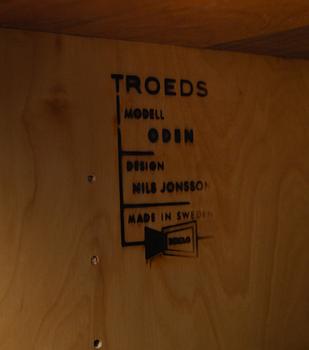 TROEDS
MODELL
ODEN
DESIGN
NILS JONSSON
MADE IN SWEDEN